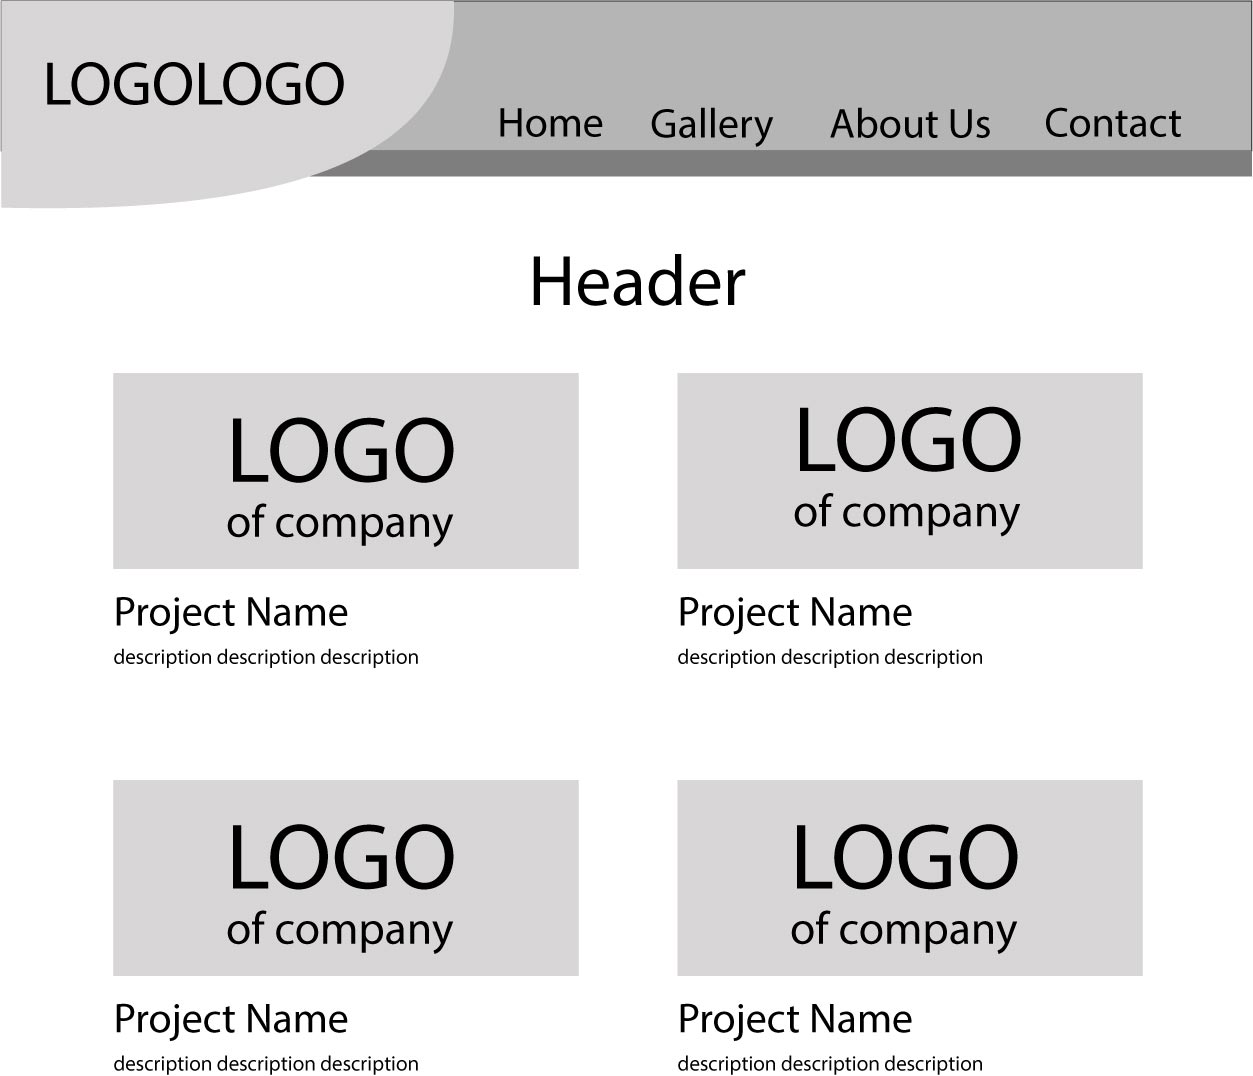 LOGOLOGO
Home Gallery About Us Contact
Header
LOGO
of company
Project Name
description description description
LOGO
of company
Project Name
description description description
LOGO
of company
Project Name
description description description
LOGO
of company
Project Name
description description description